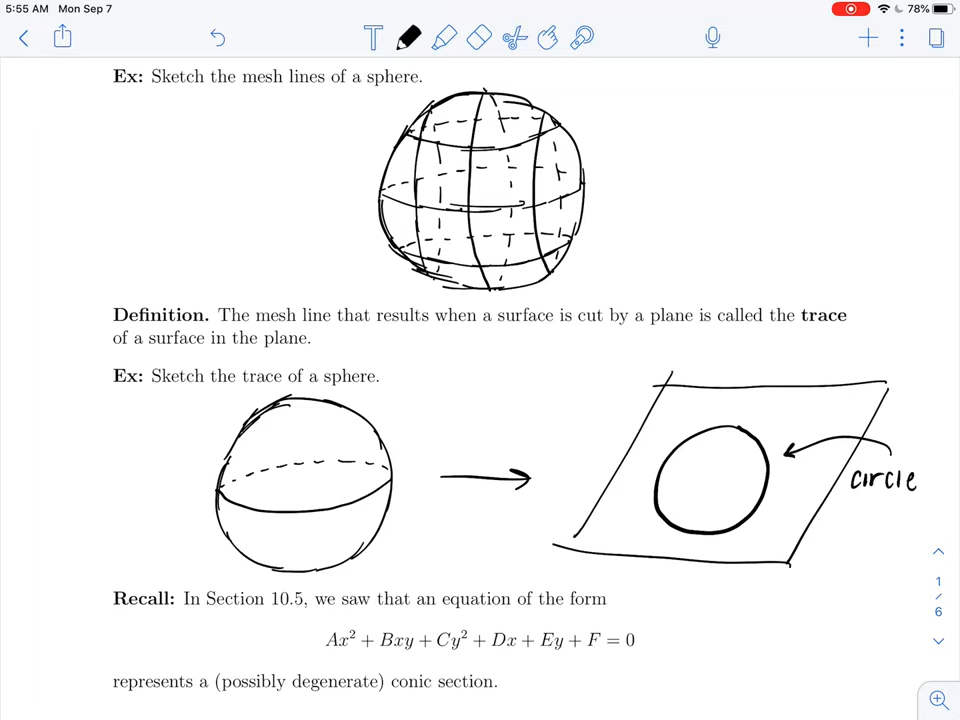 5:55 AM Mon Sep 7
78%
T
Ex: Sketch the mesh lines of a sphere.
Definition. The mesh line that results when a surface is cut by a plane is called the trace
of a surface in the plane.
Ex: Sketch the trace of a sphere.
circle
Recall: In Section 10.5, we saw that an equation of the form
Ax² + Bxy + Cy² + Dx + Ey + F = 0
represents a (possibly degenerate) conic section.
1
/
6